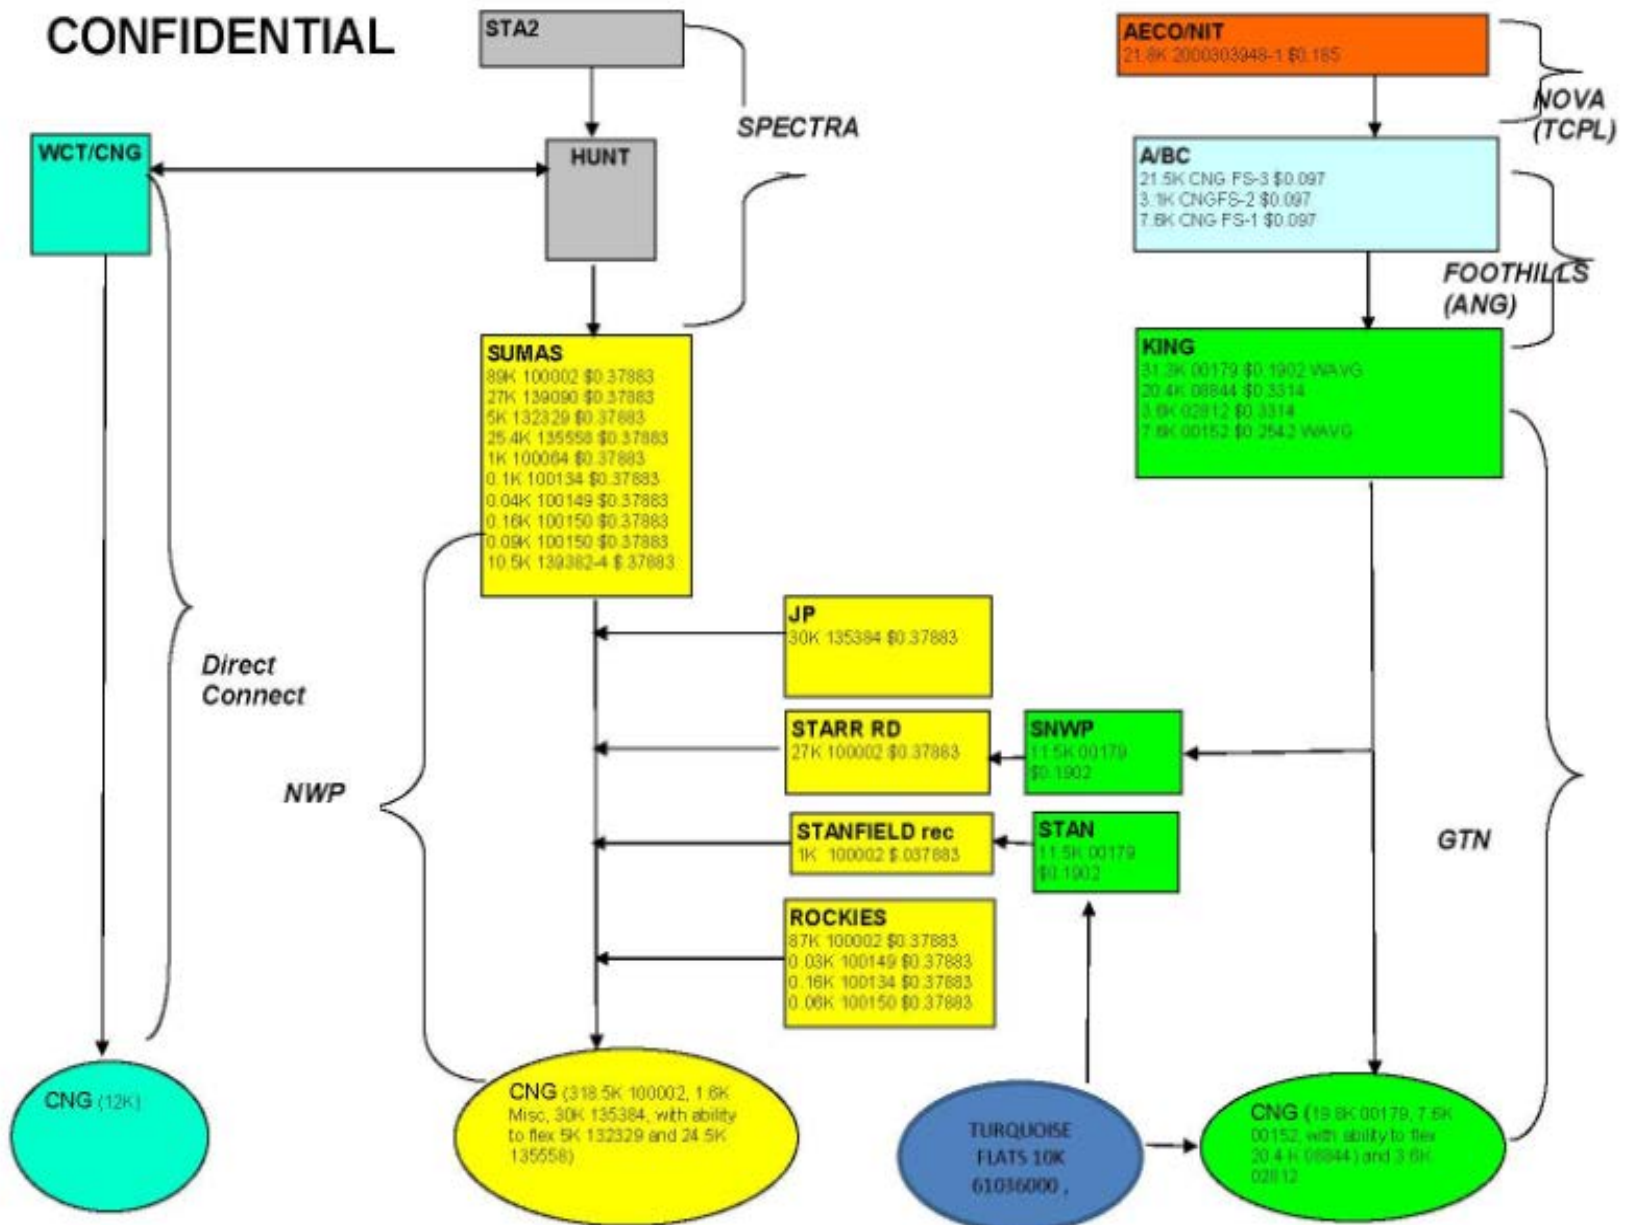 CONFIDENTIAL
STA2
AECO/NIT
21.8K 2000303948-1 $0.185
NOVA
(TCPL)
SPECTRA
WCT/CNG
HUNT
A/BC
21.5K CNG FS-3 $0.097
3.1K CNGFS-2 $0.097
7.6K CNG FS-1 $0.097
FOOTHILLS
(ANG)
SUMAS
89K 100002 $0.37883
27K 139090 $0.37883
5K 132329 $0.37883
25.4K 135558 $0.37883
1K 100064 $0.37883
0.1K 100134 $0.37883
0.04K 100149 $0.37883
0.16K 100150 $0.37883
0.09K 100150 $0.37883
10.5K 139382-4 $.37883
KING
31.3K 00179 $0.1902 WAVG
20.4K 08844 $0.3314
3.6K 02812 $0.3314
7.6K 00152 $0.2542 WAVG
JP
30K 135384 $0.37883
Direct
Connect
STARR RD
27K 100002 $0.37883
SNWP
11.5K 00179
$0.1902
NWP
STANFIELD rec
1K 100002 $.037883
STAN
11.5K 00179
$0.1902
GTN
ROCKIES
87K 100002 $0.37883
0.03K 100149 $0.37883
0.16K 100134 $0.37883
0.06K 100150 $0.37883
CNG (12K)
CNG (318.5K 100002, 1.6K
Misc, 30K 135384, with ability
to flex 5K 132329 and 24.5K
135558)
TURQUOISE
FLATS 10K
61036000 ,
CNG (19.8K 00179, 7.6K
00152, with ability to flex
20.4 K 08844) and 3.6K
02812